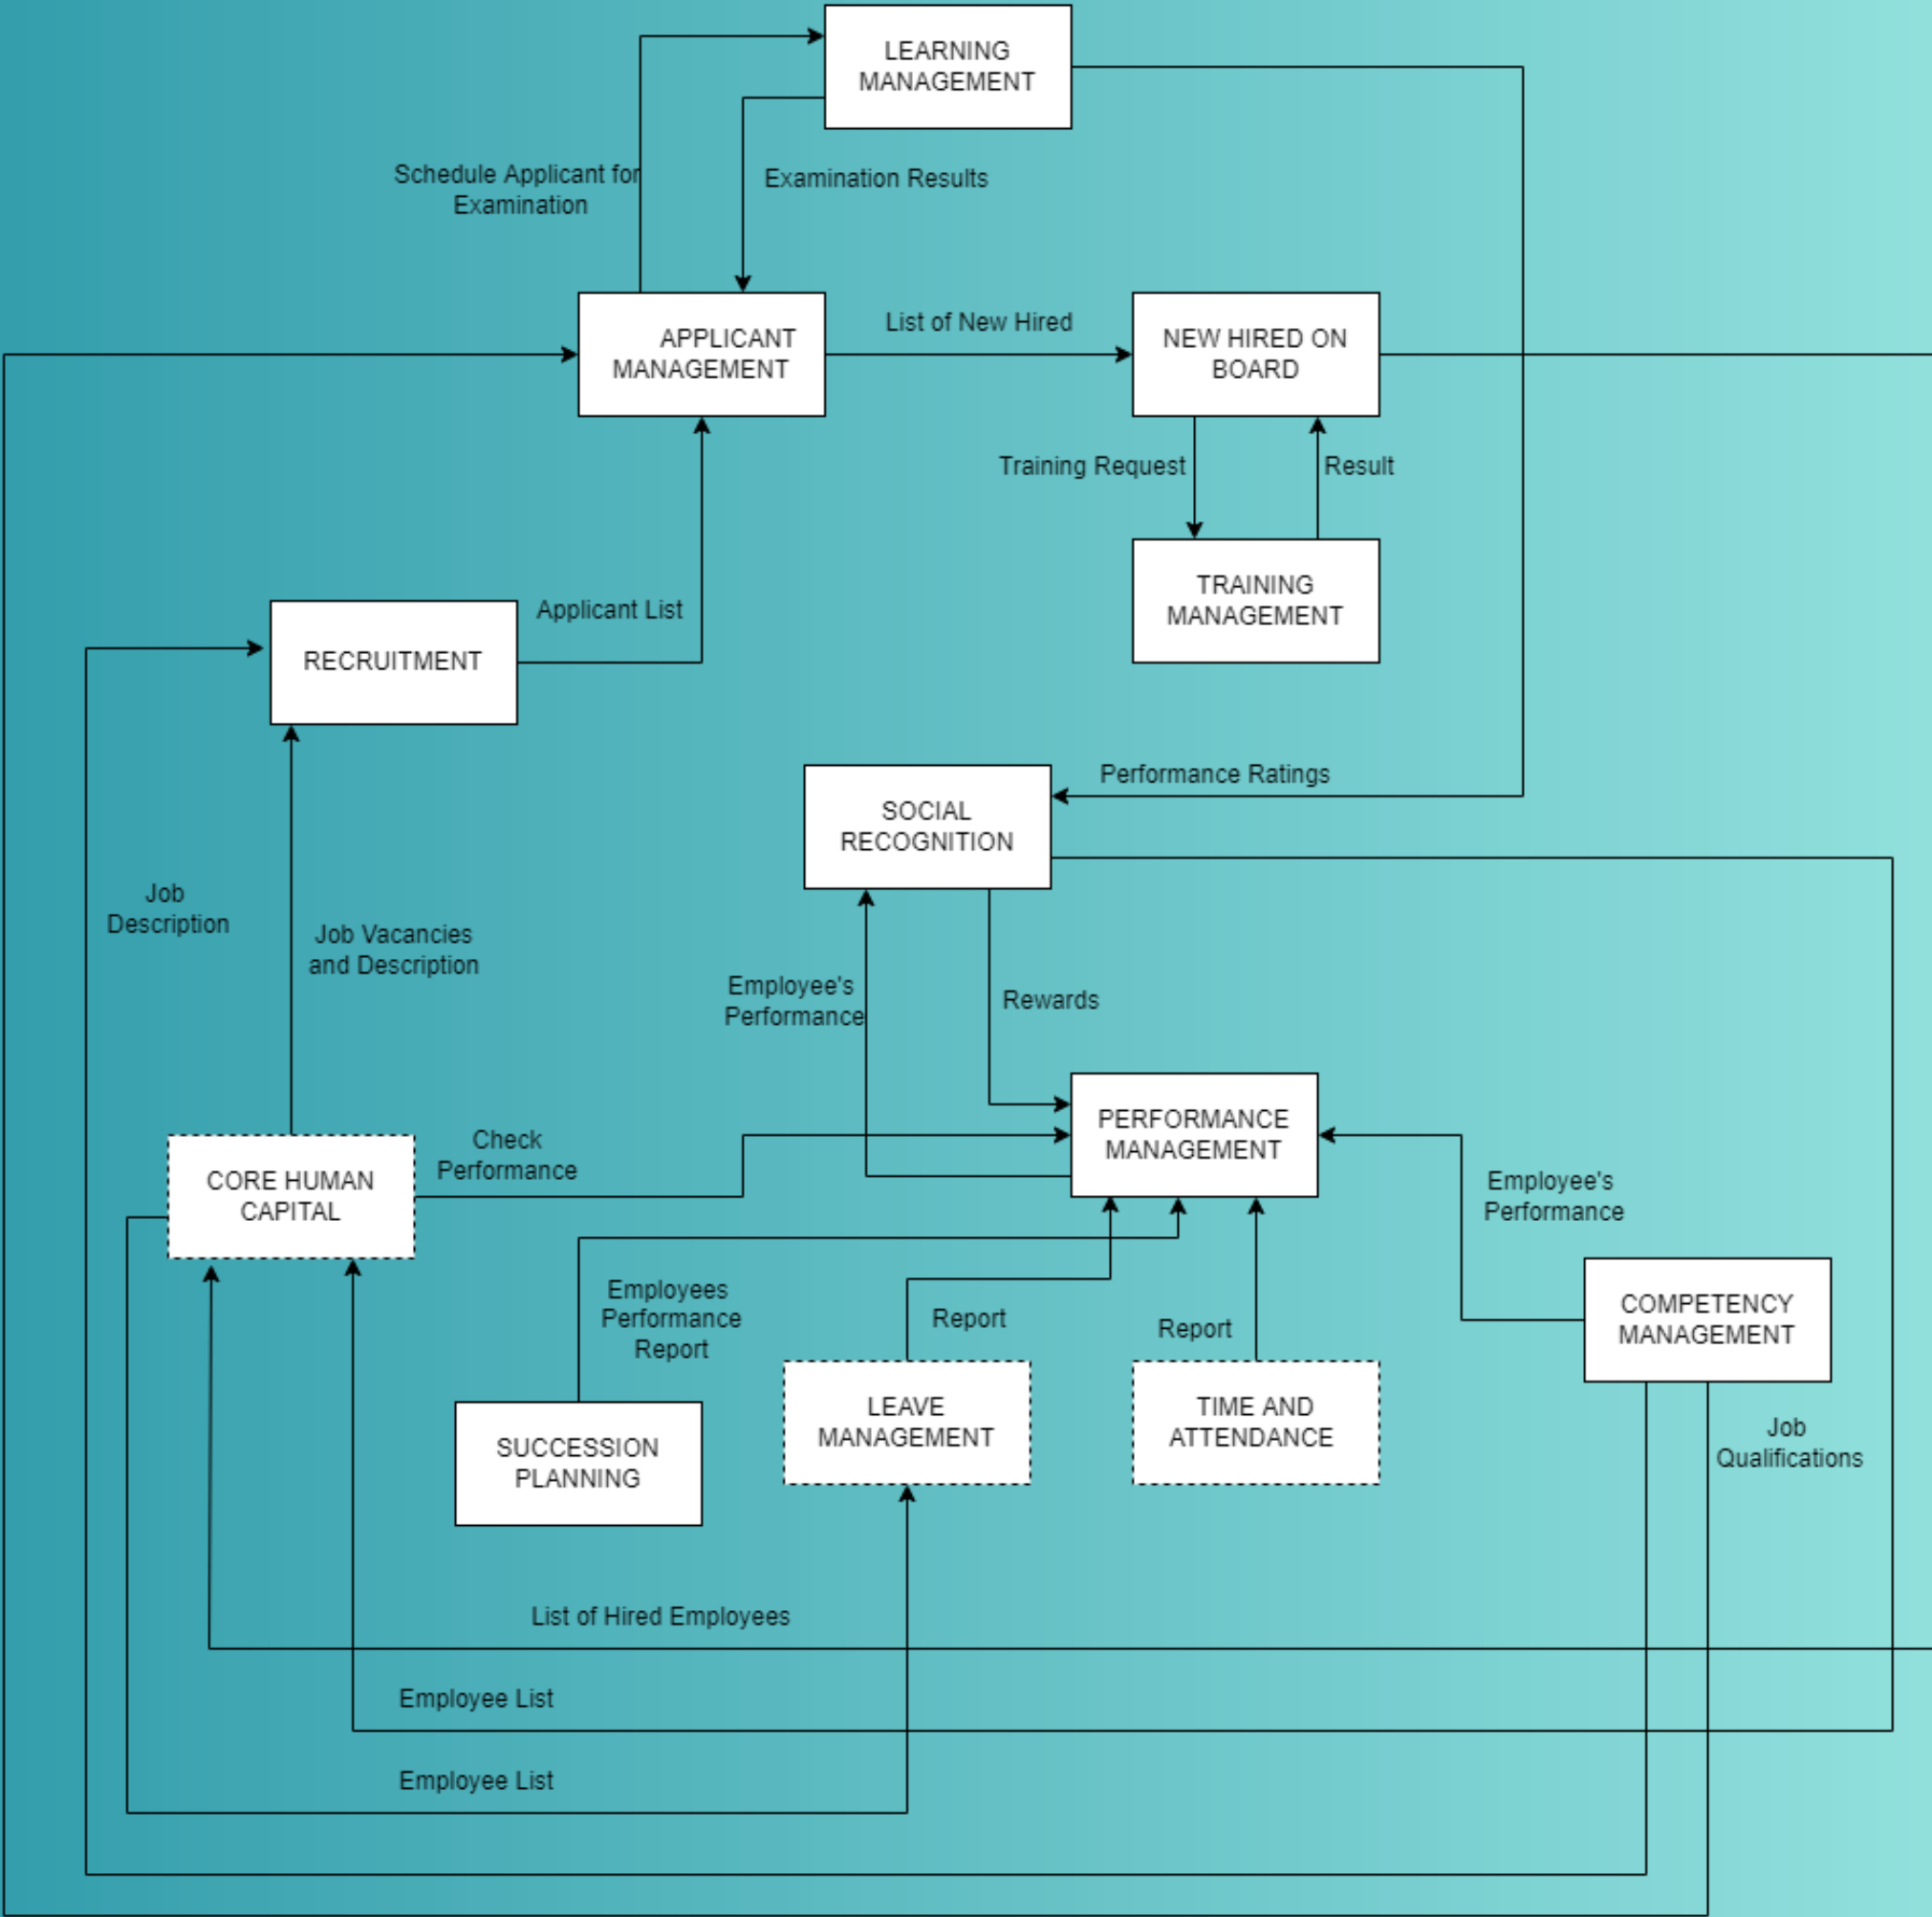 LEARNING
MANAGEMENT
Schedule Applicant for
Examination
Examination Results
APPLICANT
MANAGEMENT
List of New Hired
NEW HIRED ON
BOARD
Training Request
Result
TRAINING
MANAGEMENT
Applicant List
RECRUITMENT
Performance Ratings
SOCIAL
RECOGNITION
Job
Description
Job Vacancies
and Description
Employee's
Performance
Rewards
PERFORMANCE
MANAGEMENT
Check
Performance
CORE HUMAN
CAPITAL
Employee's
Performance
Employees
Performance
Report
Report
Report
COMPETENCY
MANAGEMENT
LEAVE
MANAGEMENT
TIME AND
ATTENDANCE
SUCCESSION
PLANNING
Job
Qualifications
List of Hired Employees
Employee List
Employee List